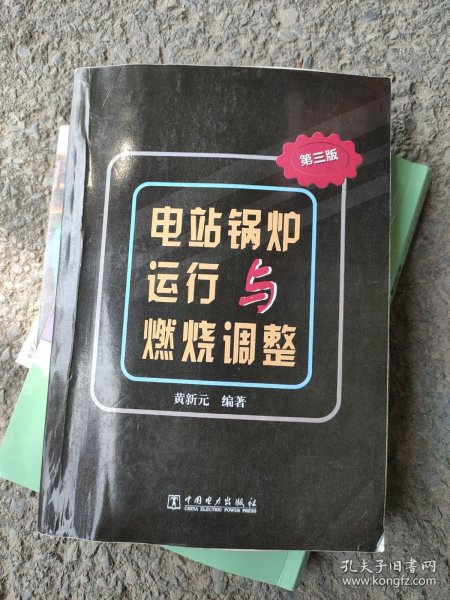 第三版
电站锅炉
运行与
燃烧调整
黄新元 编著
中国电力出版社
CHINA ELECTRIC POWER PRESS
孔夫子旧书网
www.kongfz.com